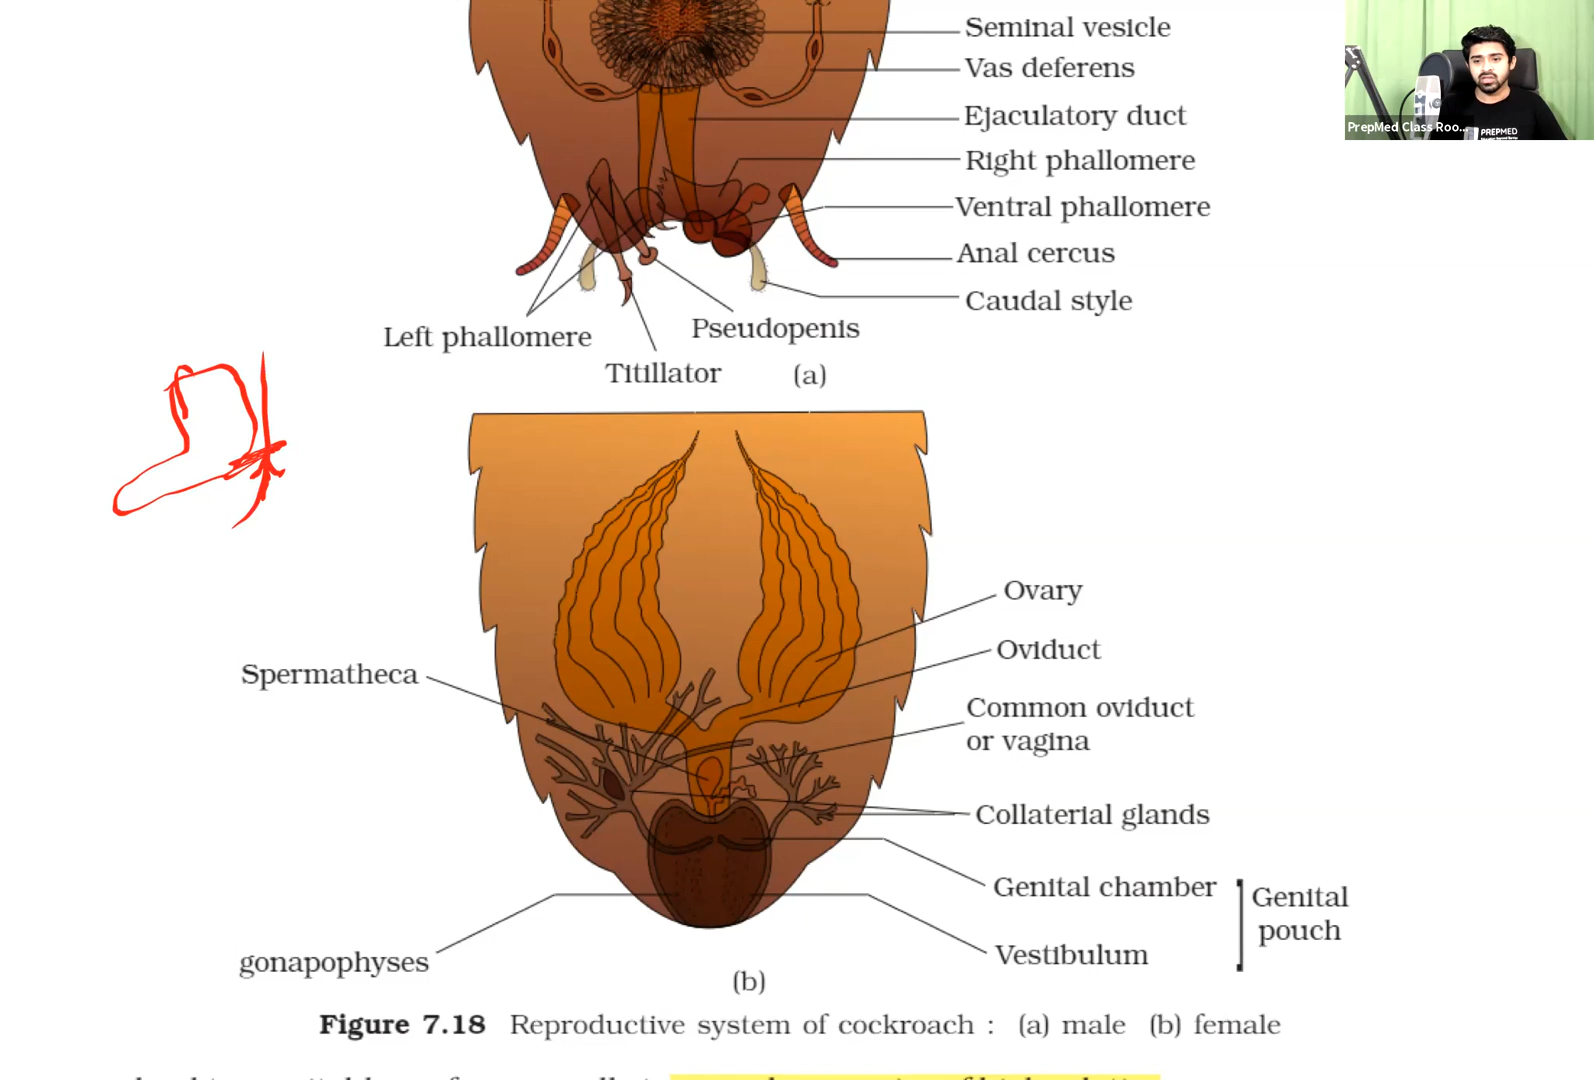 Seminal vesicle
Vas deferens
Ejaculatory duct
Right phallomere
Ventral phallomere
Anal cercus
Caudal style
Left phallomere
Pseudopenis
Titillator
(a)
PrepMed Class Roo...
PREPMED
Ovary
Oviduct
Spermatheca
Common oviduct
or vagina
Collaterial glands
Genital chamber
Genital
pouch
Vestibulum
gonapophyses
(b)
Figure 7.18 Reproductive system of cockroach : (a) male (b) female